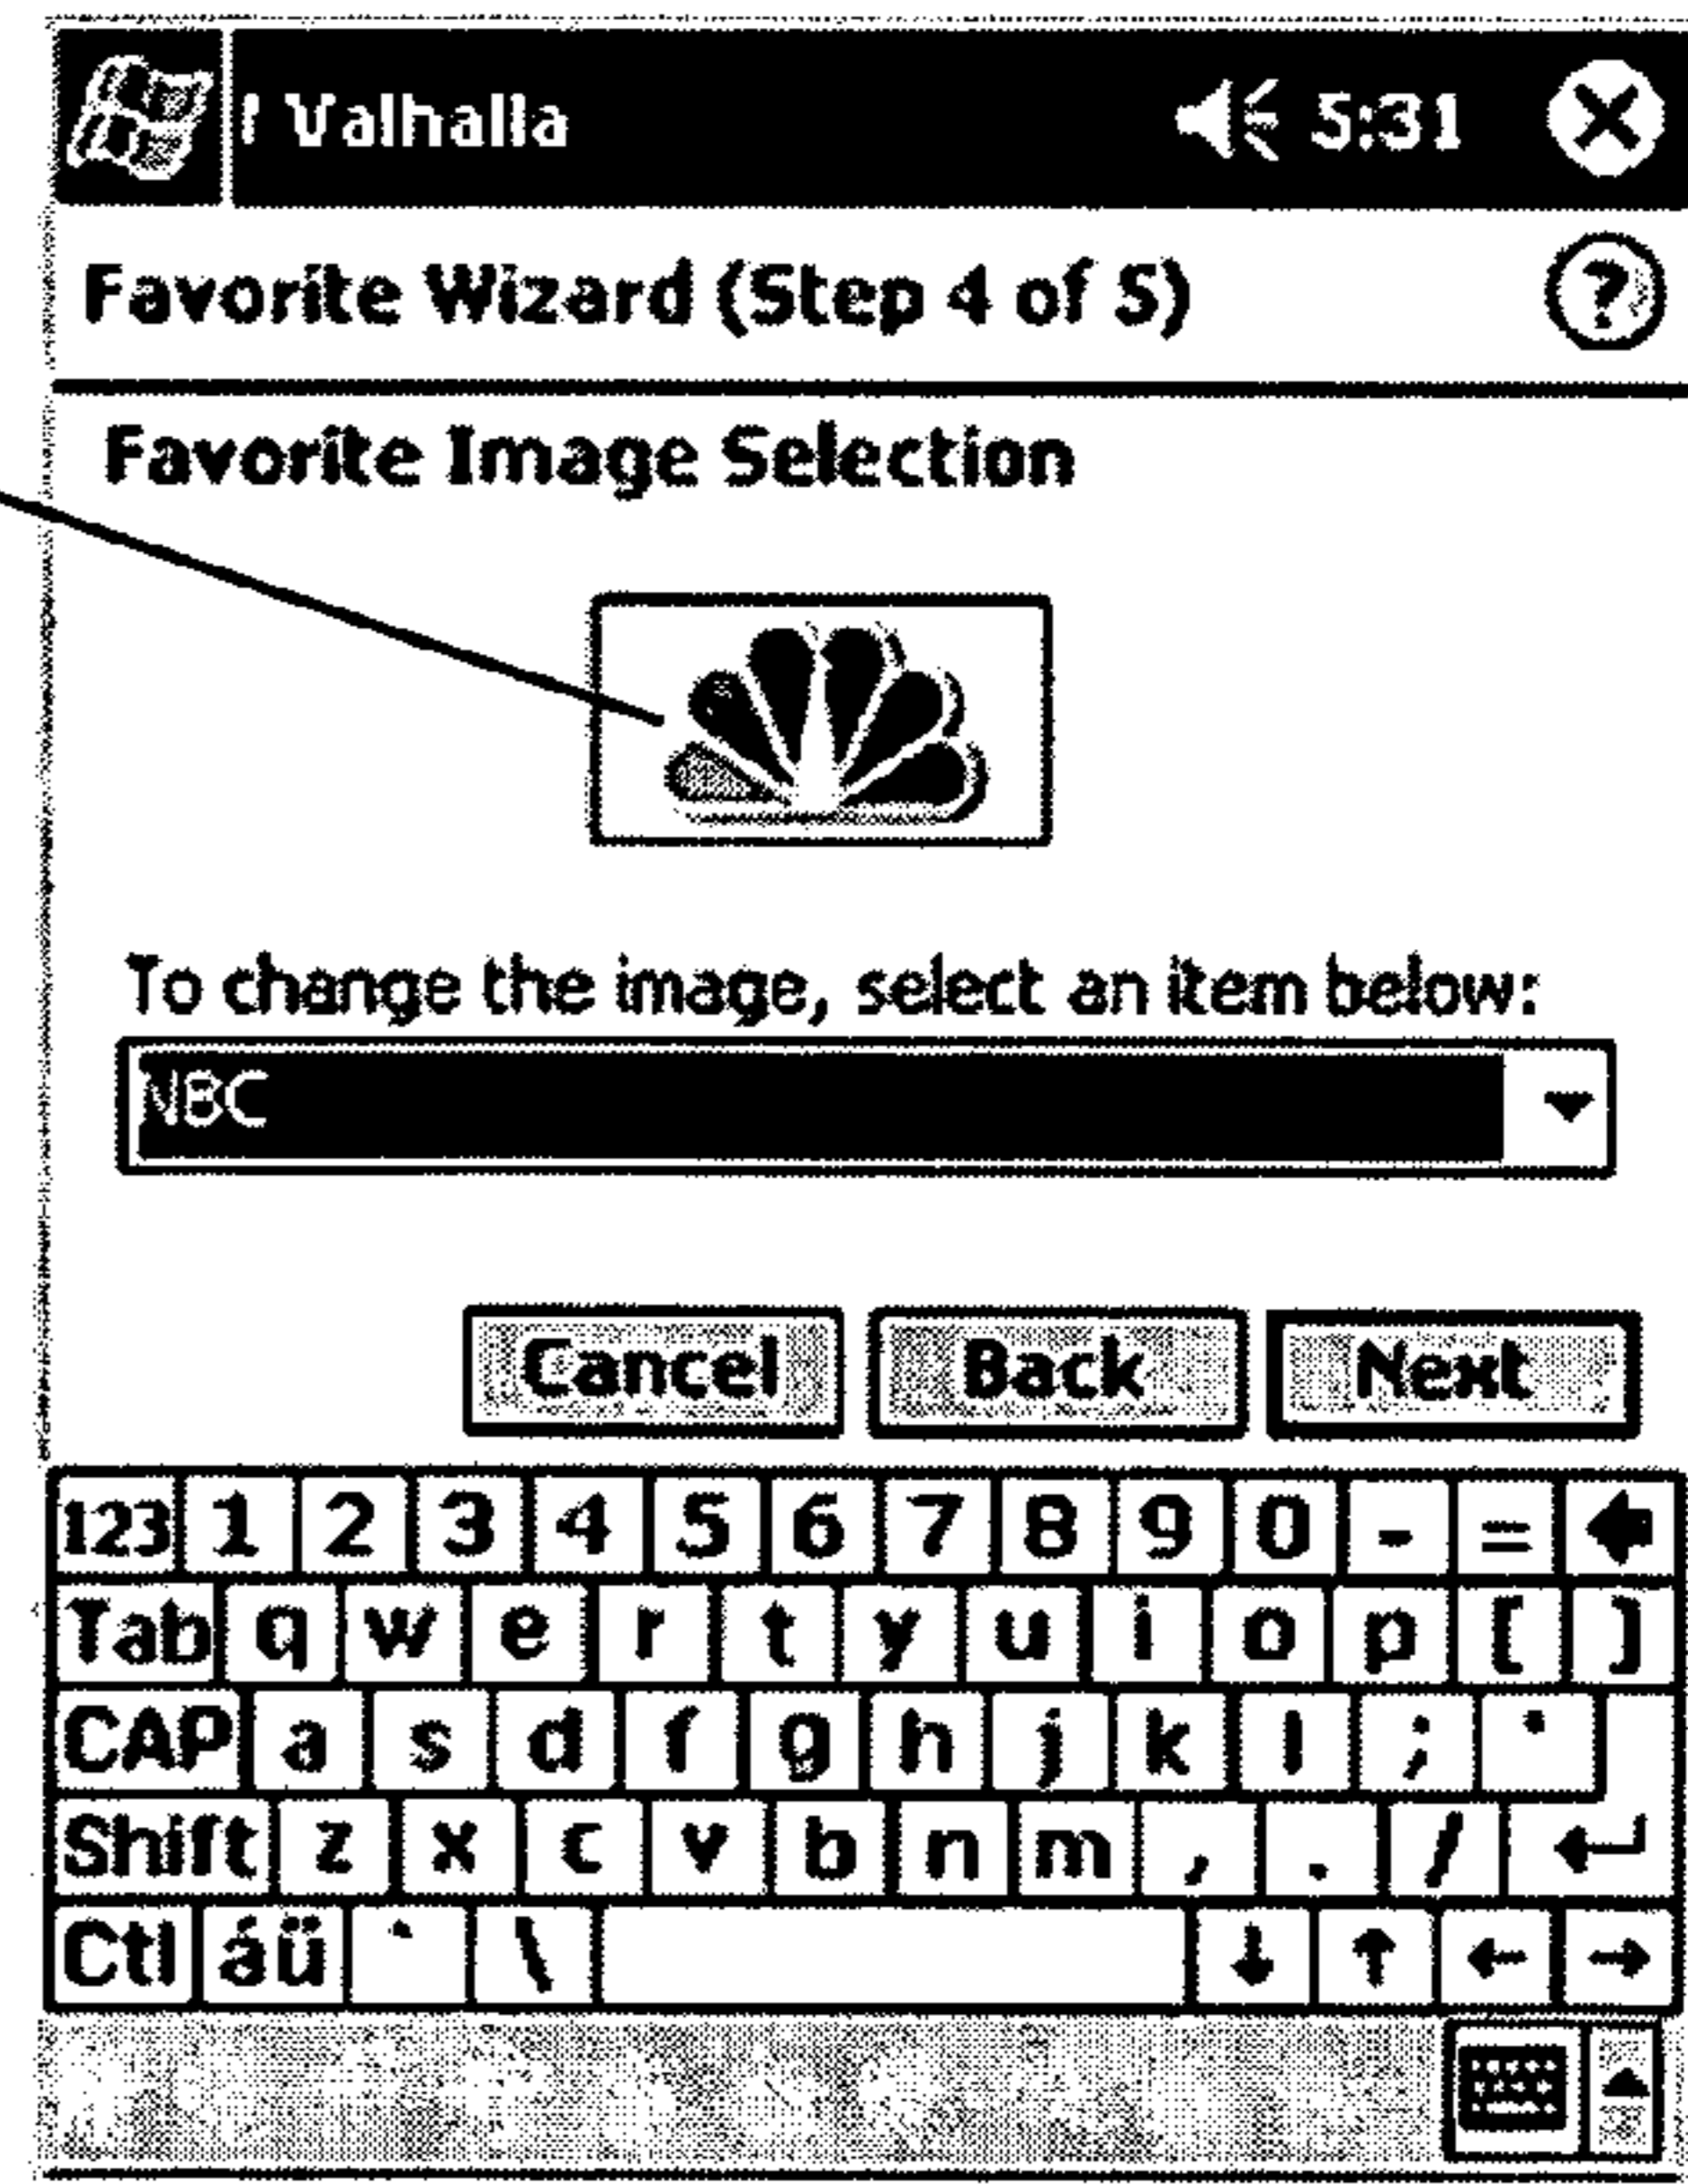 ! Valhalla 5:31
Favorite Wizard (Step 4 of 5)
?
Favorite Image Selection
To change the image, select an item below:
NBC
Cancel Back Next
123 1 2 3 4 5 6 7 8 9 0 - =
Tab q w e r t y u i o p [ ]
CAP a s d f g h j k l ; '
Shift z x c v b n m , . /
Ctl áü ` \